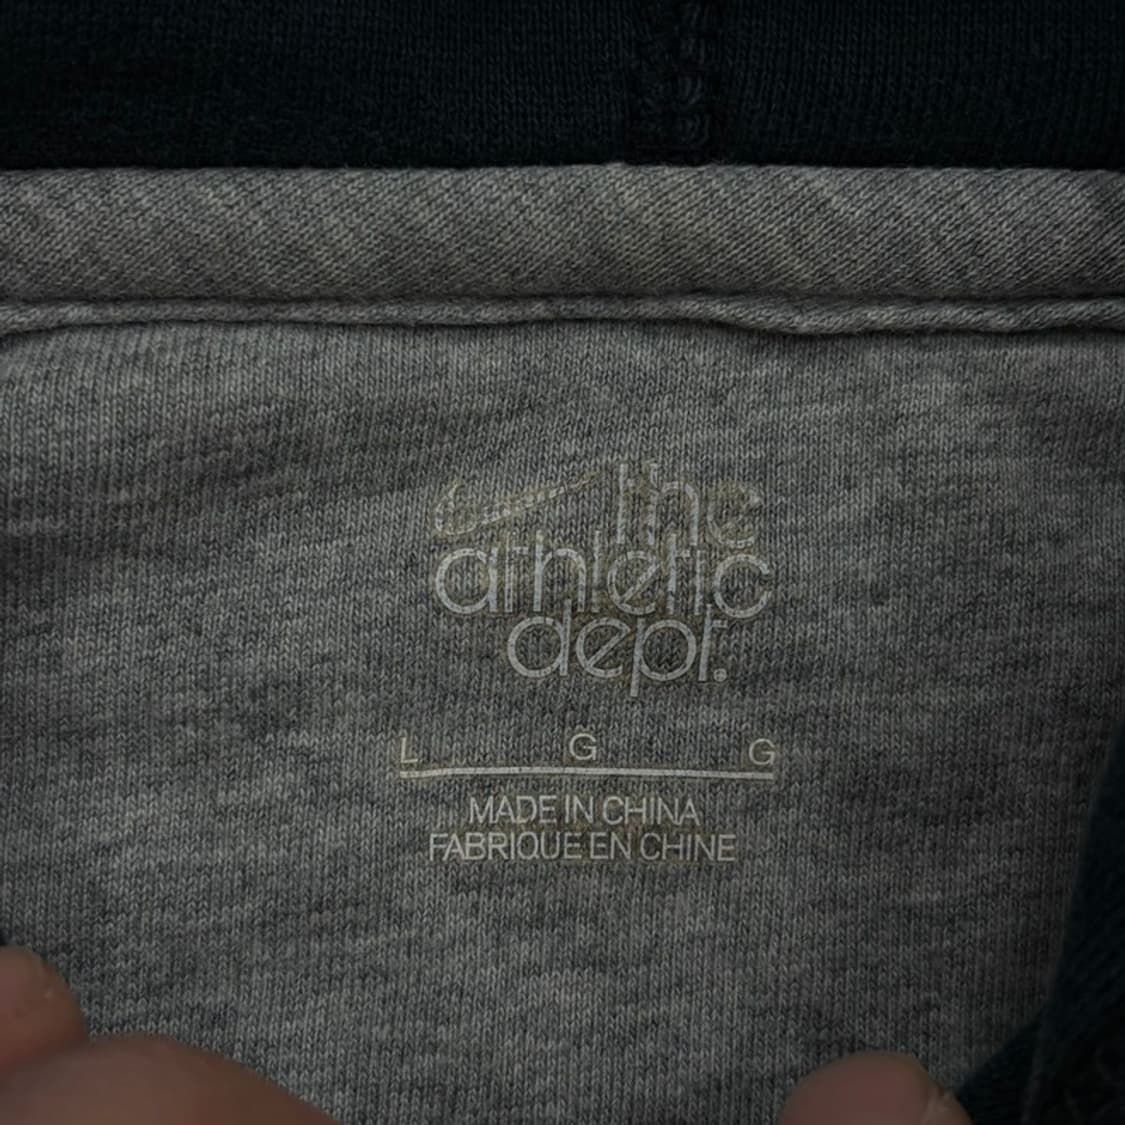 the
athletic
dept.
L G G
MADE IN CHINA
FABRIQUE EN CHINE